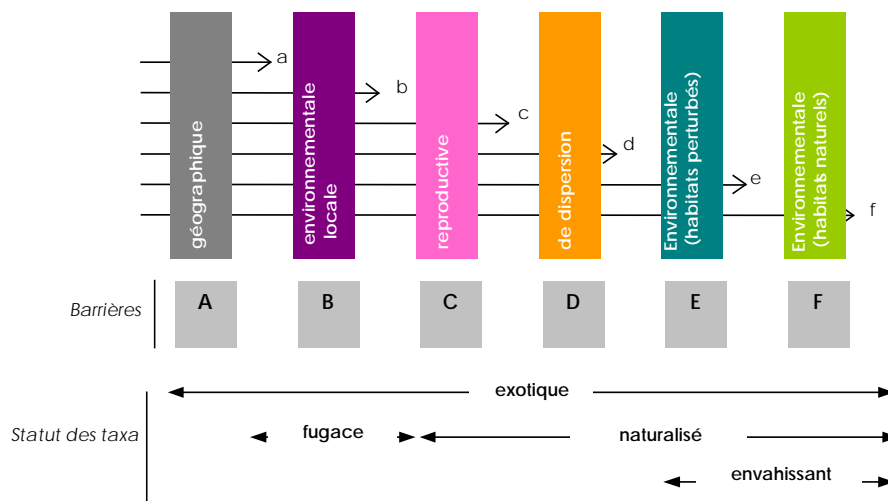 a
b
c
d
e
f
géographique
environnementale
locale
reproductive
de dispersion
Environnementale
(habitats perturbés)
Environnementale
(habitats naturels)
Barrières
A
B
C
D
E
F
Statut des taxa
exotique
fugace
naturalisé
envahissant